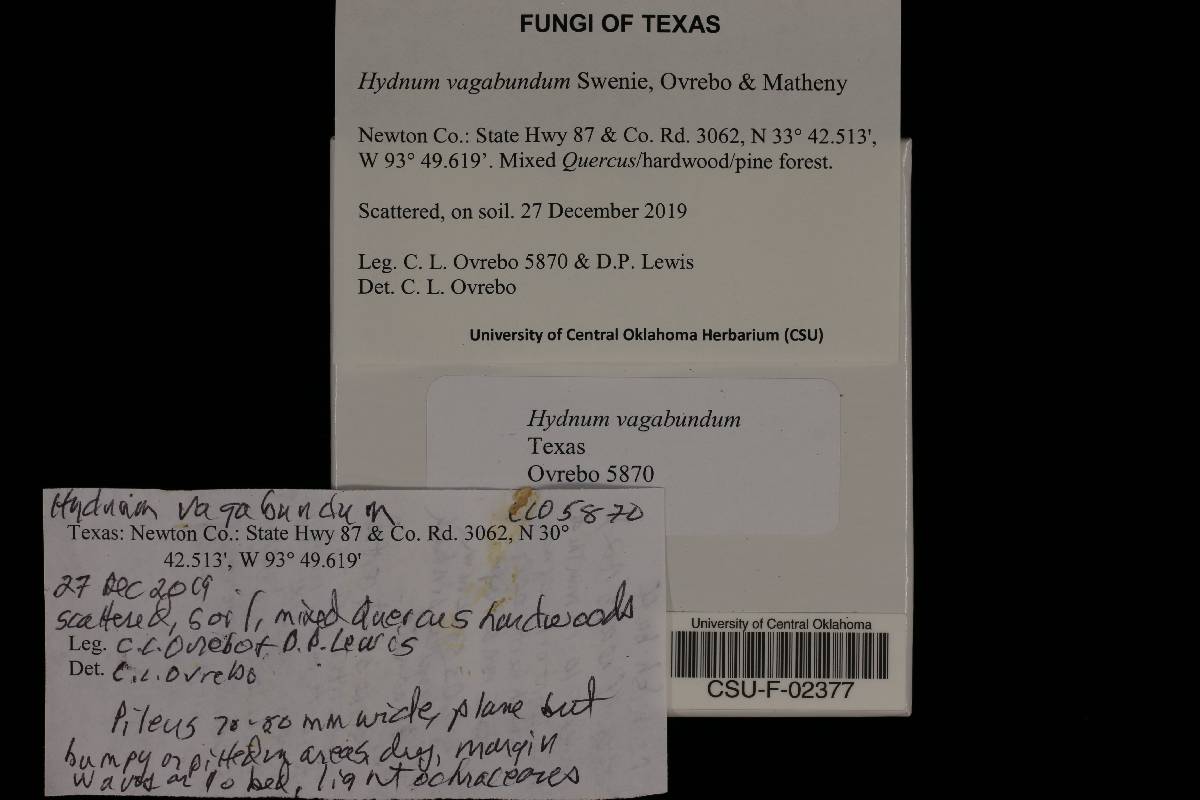 FUNGI OF TEXAS
Hydnum vagabundum Swenie, Ovrebo & Matheny
Newton Co.: State Hwy 87 & Co. Rd. 3062, N 33° 42.513',
W 93° 49.619’. Mixed Quercus/hardwood/pine forest.
Scattered, on soil. 27 December 2019
Leg. C. L. Ovrebo 5870 & D.P. Lewis
Det. C. L. Ovrebo
University of Central Oklahoma Herbarium (CSU)
Hydnum vagabundum
Texas
Ovrebo 5870
Hydnum vagabundum CLO 5870
Texas: Newton Co.: State Hwy 87 & Co. Rd. 3062, N 30°
42.513', W 93° 49.619'
27 Dec 2019
scattered, soil, mixed Quercus hardwoods
Leg. C.L. Ovrebo + D.P. Lewis
Det. C.L. Ovrebo
Pileus 70-80 mm wide, plane but
bumpy or pitted in areas, dry, margin
wavy or lobed, light ochraceous
University of Central Oklahoma
CSU-F-02377